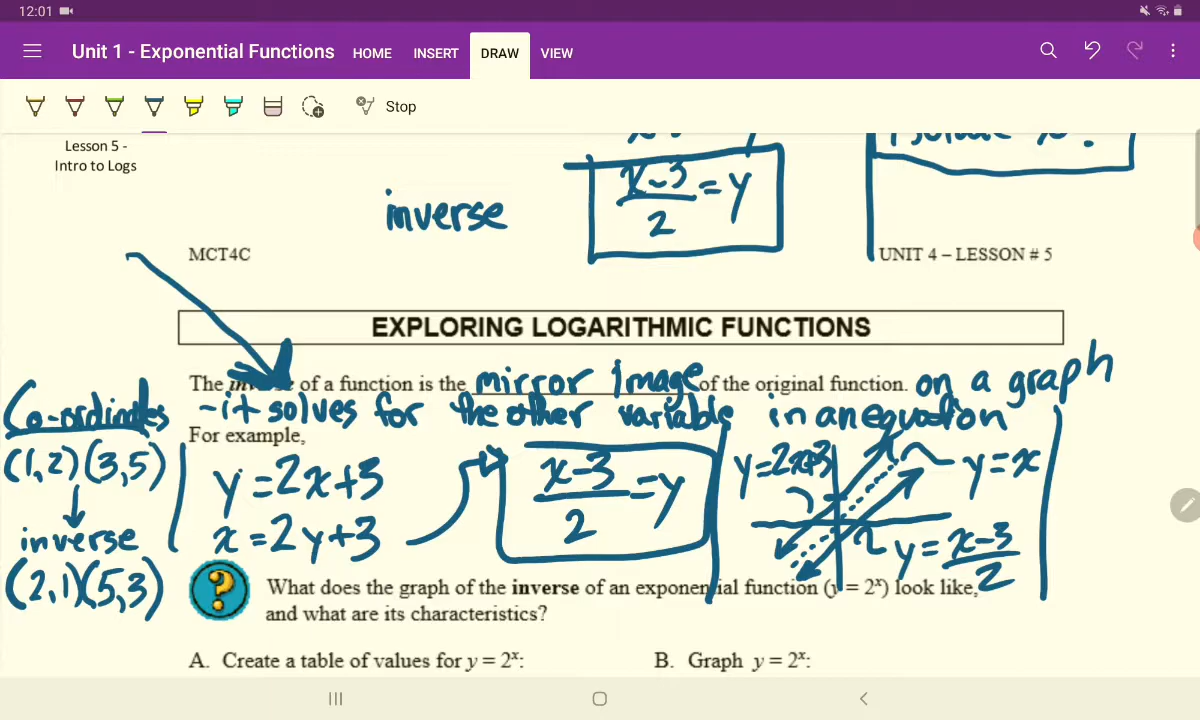 12:01
Unit 1 - Exponential Functions HOME INSERT DRAW VIEW
Stop
Lesson 5 -
Intro to Logs
x-3
2
=y
inverse
MCT4C
UNIT 4 – LESSON # 5
EXPLORING LOGARITHMIC FUNCTIONS
The inverse of a function is the mirror image of the original function. on a graph
Co-ordinates - it solves for the other variable in an equation
For example,
(1,2)(3,5)
inverse
(2,1)(5,3)
y=2x+3
x=2y+3
x-3
2
=y
y=2x+3
y=x
y=x-3
2
What does the graph of the inverse of an exponential function (y = 2ˣ) look like,
and what are its characteristics?
A. Create a table of values for y = 2ˣ:
B. Graph y = 2ˣ: